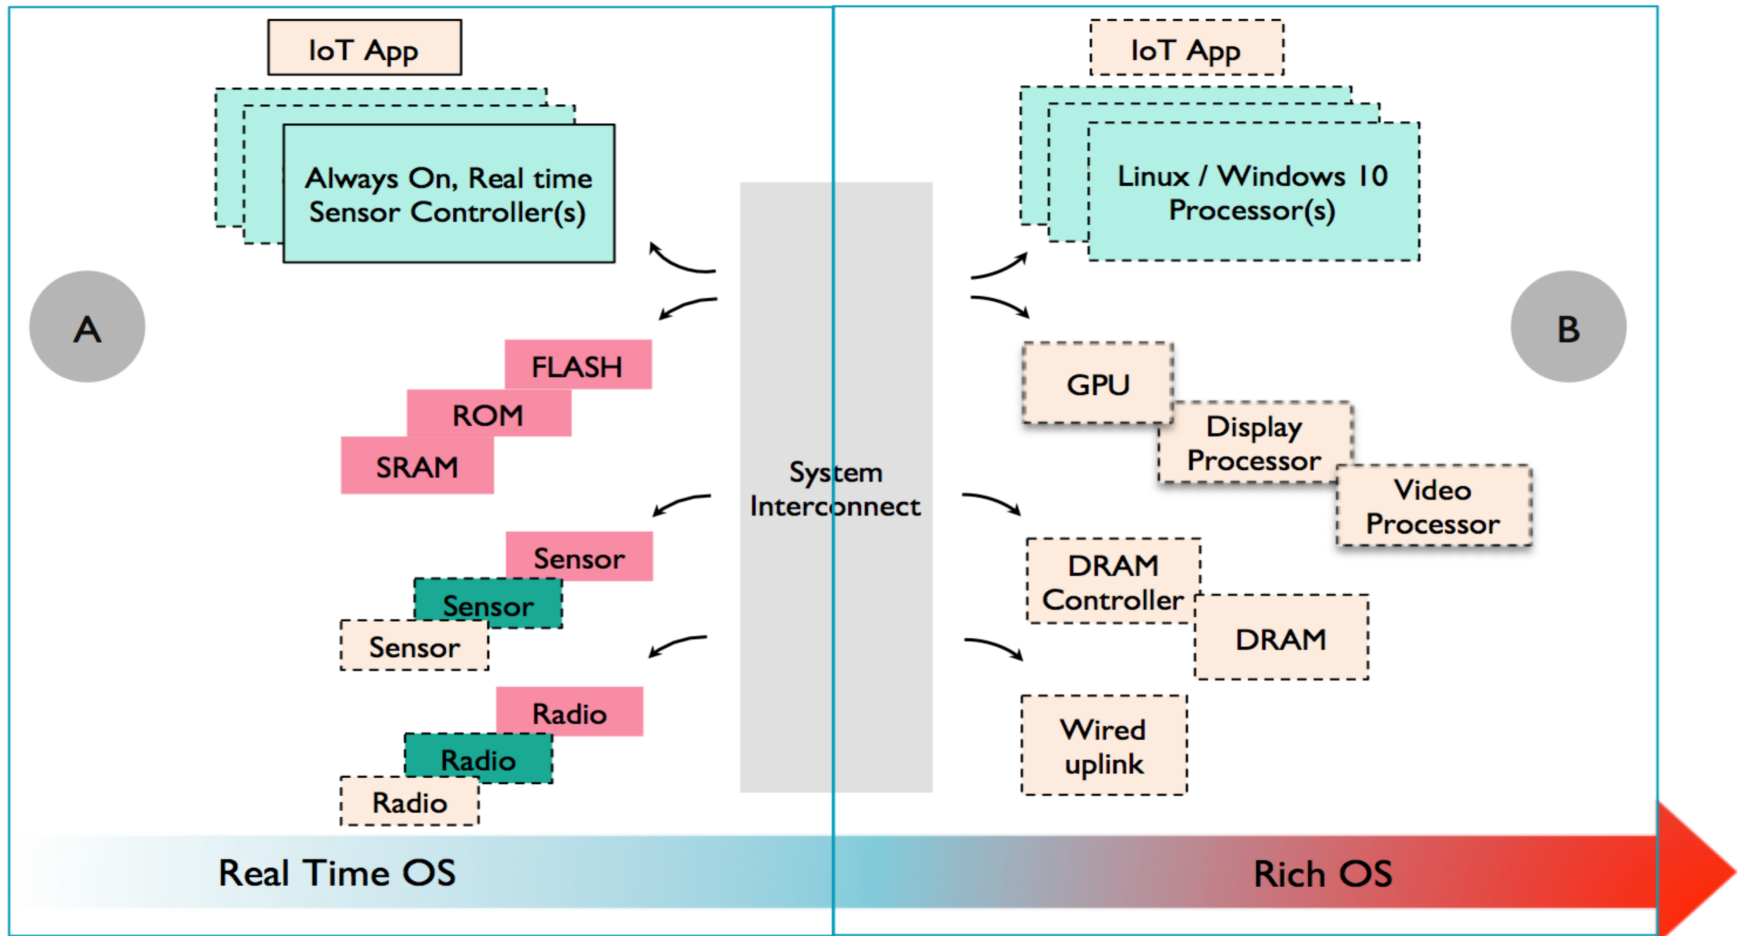 IoT App
Always On, Real time
Sensor Controller(s)
A
FLASH
ROM
SRAM
Sensor
Sensor
Sensor
Radio
Radio
Radio
System
Interconnect
IoT App
Linux / Windows 10
Processor(s)
B
GPU
Display
Processor
Video
Processor
DRAM
Controller
DRAM
Wired
uplink
Real Time OS
Rich OS